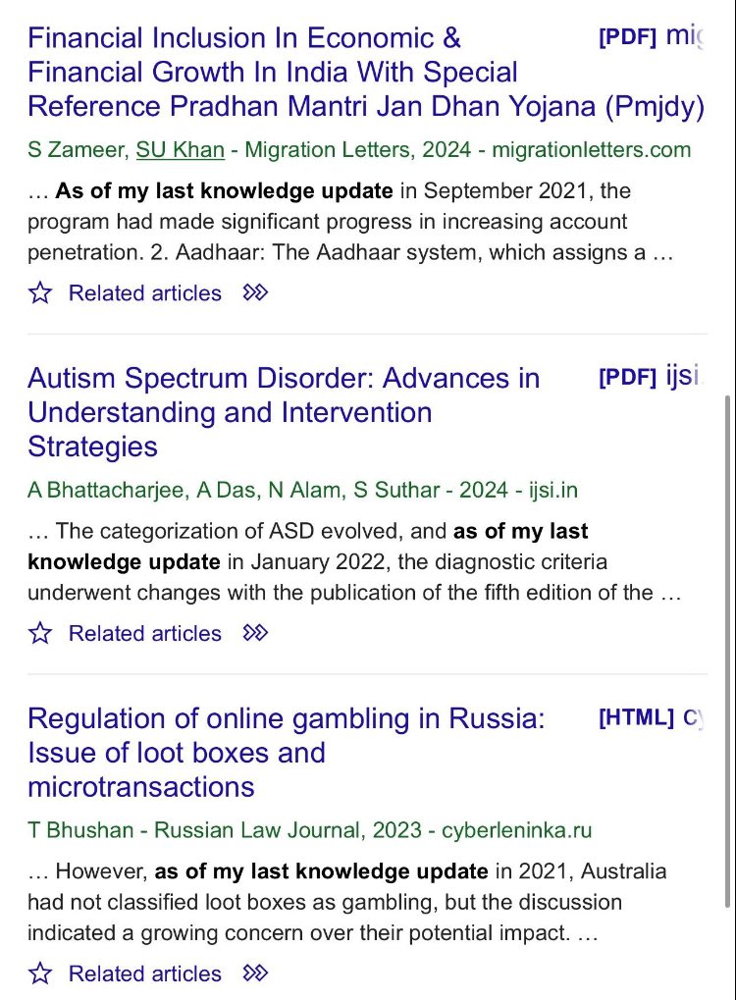 Financial Inclusion In Economic & [PDF]
Financial Growth In India With Special
Reference Pradhan Mantri Jan Dhan Yojana (Pmjdy)
S Zameer, SU Khan - Migration Letters, 2024 - migrationletters.com
… As of my last knowledge update in September 2021, the
program had made significant progress in increasing account
penetration. 2. Aadhaar: The Aadhaar system, which assigns a …
Related articles
Autism Spectrum Disorder: Advances in [PDF] ijsi.
Understanding and Intervention
Strategies
A Bhattacharjee, A Das, N Alam, S Suthar - 2024 - ijsi.in
… The categorization of ASD evolved, and as of my last
knowledge update in January 2022, the diagnostic criteria
underwent changes with the publication of the fifth edition of the …
Related articles
Regulation of online gambling in Russia: [HTML]
Issue of loot boxes and
microtransactions
T Bhushan - Russian Law Journal, 2023 - cyberleninka.ru
… However, as of my last knowledge update in 2021, Australia
had not classified loot boxes as gambling, but the discussion
indicated a growing concern over their potential impact. …
Related articles